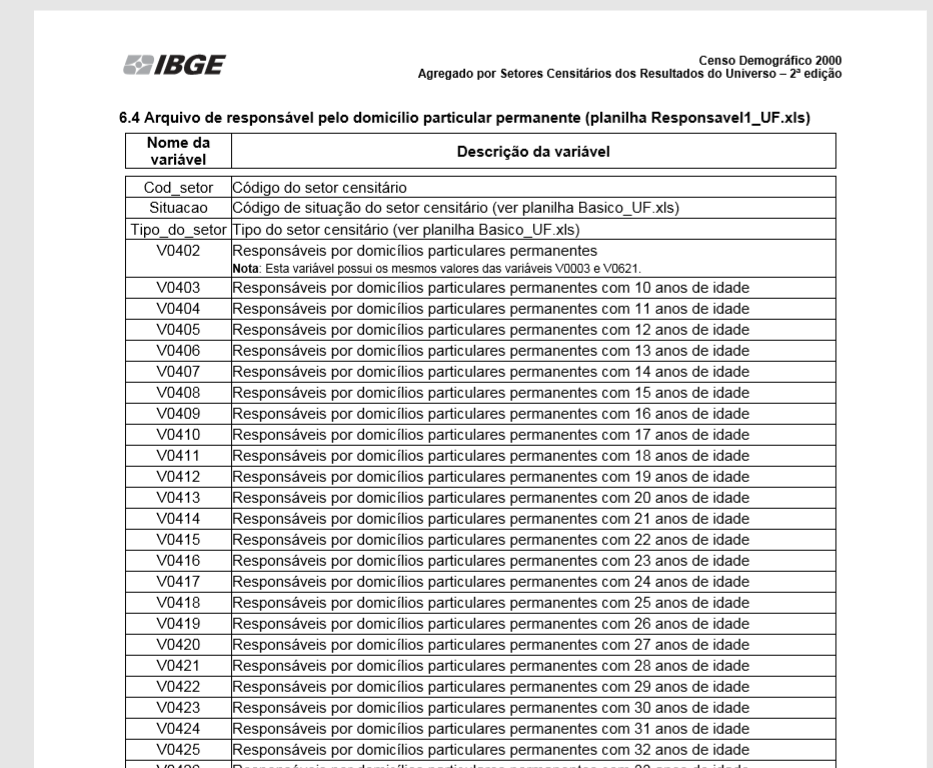 IBGE
Censo Demográfico 2000
Agregado por Setores Censitários dos Resultados do Universo – 2ª edição
6.4 Arquivo de responsável pelo domicílio particular permanente (planilha Responsavel1_UF.xls)
Nome da
variável
Descrição da variável
Cod_setor Código do setor censitário
Situacao Código de situação do setor censitário (ver planilha Basico_UF.xls)
Tipo_do_setor Tipo do setor censitário (ver planilha Basico_UF.xls)
V0402 Responsáveis por domicílios particulares permanentes
Nota: Esta variável possui os mesmos valores das variáveis V0003 e V0621.
V0403 Responsáveis por domicílios particulares permanentes com 10 anos de idade
V0404 Responsáveis por domicílios particulares permanentes com 11 anos de idade
V0405 Responsáveis por domicílios particulares permanentes com 12 anos de idade
V0406 Responsáveis por domicílios particulares permanentes com 13 anos de idade
V0407 Responsáveis por domicílios particulares permanentes com 14 anos de idade
V0408 Responsáveis por domicílios particulares permanentes com 15 anos de idade
V0409 Responsáveis por domicílios particulares permanentes com 16 anos de idade
V0410 Responsáveis por domicílios particulares permanentes com 17 anos de idade
V0411 Responsáveis por domicílios particulares permanentes com 18 anos de idade
V0412 Responsáveis por domicílios particulares permanentes com 19 anos de idade
V0413 Responsáveis por domicílios particulares permanentes com 20 anos de idade
V0414 Responsáveis por domicílios particulares permanentes com 21 anos de idade
V0415 Responsáveis por domicílios particulares permanentes com 22 anos de idade
V0416 Responsáveis por domicílios particulares permanentes com 23 anos de idade
V0417 Responsáveis por domicílios particulares permanentes com 24 anos de idade
V0418 Responsáveis por domicílios particulares permanentes com 25 anos de idade
V0419 Responsáveis por domicílios particulares permanentes com 26 anos de idade
V0420 Responsáveis por domicílios particulares permanentes com 27 anos de idade
V0421 Responsáveis por domicílios particulares permanentes com 28 anos de idade
V0422 Responsáveis por domicílios particulares permanentes com 29 anos de idade
V0423 Responsáveis por domicílios particulares permanentes com 30 anos de idade
V0424 Responsáveis por domicílios particulares permanentes com 31 anos de idade
V0425 Responsáveis por domicílios particulares permanentes com 32 anos de idade